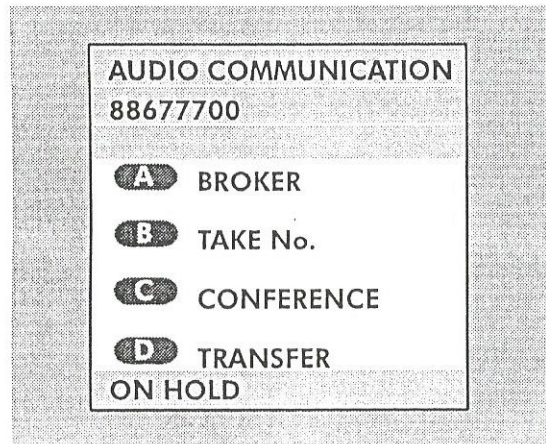 AUDIO COMMUNICATION
88677700
A BROKER
B TAKE No.
C CONFERENCE
D TRANSFER
ON HOLD